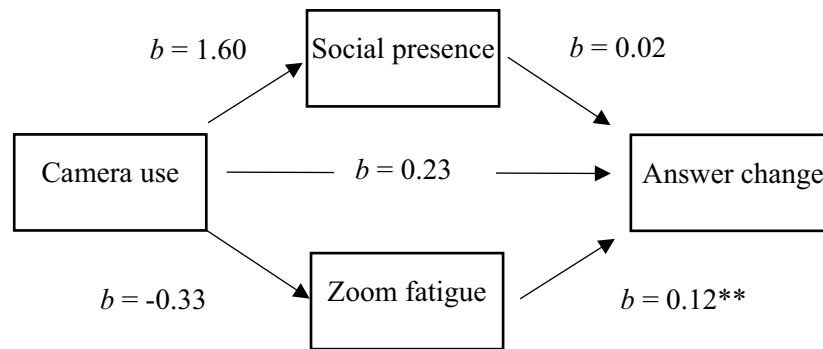 b = 1.60
Social presence
b = 0.02
Camera use
b = 0.23
Answer change
b = -0.33
Zoom fatigue
b = 0.12**